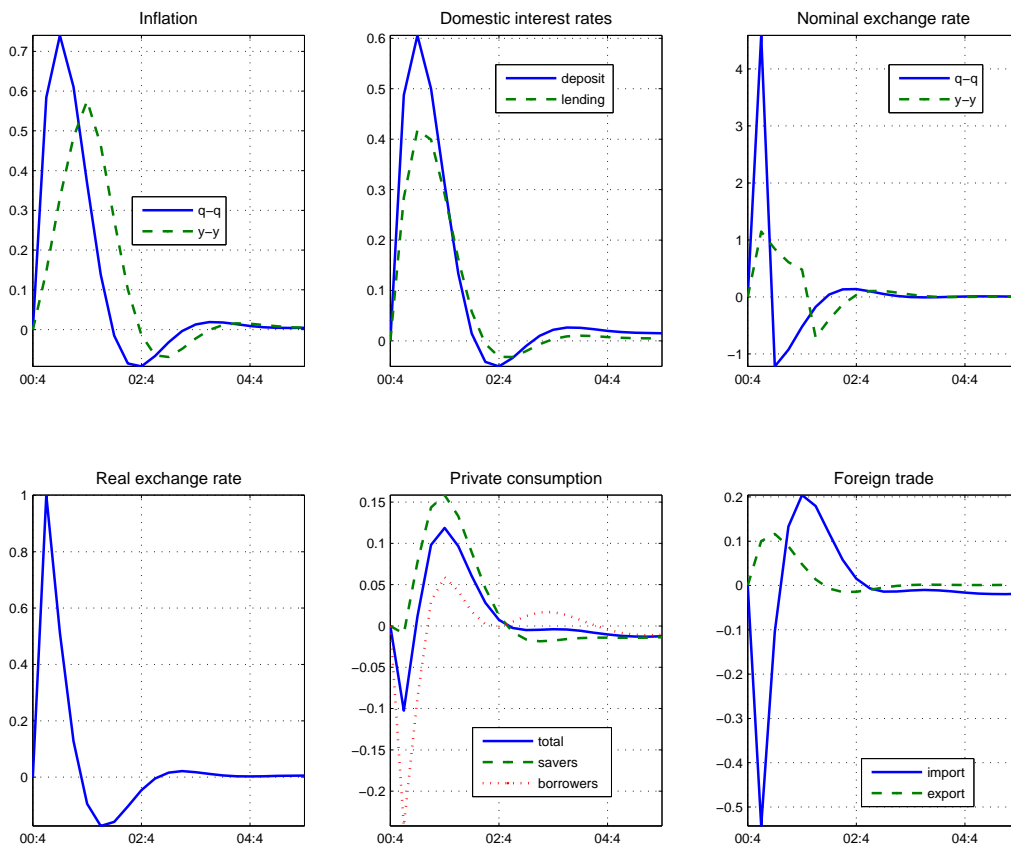 Inflation
0.7
0.6
0.5
0.4
0.3
0.2
0.1
0
q−q
y−y
00:4 02:4 04:4
Domestic interest rates
0.6
0.5
0.4
0.3
0.2
0.1
0
deposit
lending
00:4 02:4 04:4
Nominal exchange rate
4
3
2
1
0
−1
q−q
y−y
00:4 02:4 04:4
Real exchange rate
1
0.8
0.6
0.4
0.2
0
00:4 02:4 04:4
Private consumption
0.15
0.1
0.05
0
−0.05
−0.1
−0.15
−0.2
total
savers
borrowers
00:4 02:4 04:4
Foreign trade
0.2
0.1
0
−0.1
−0.2
−0.3
−0.4
−0.5
import
export
00:4 02:4 04:4